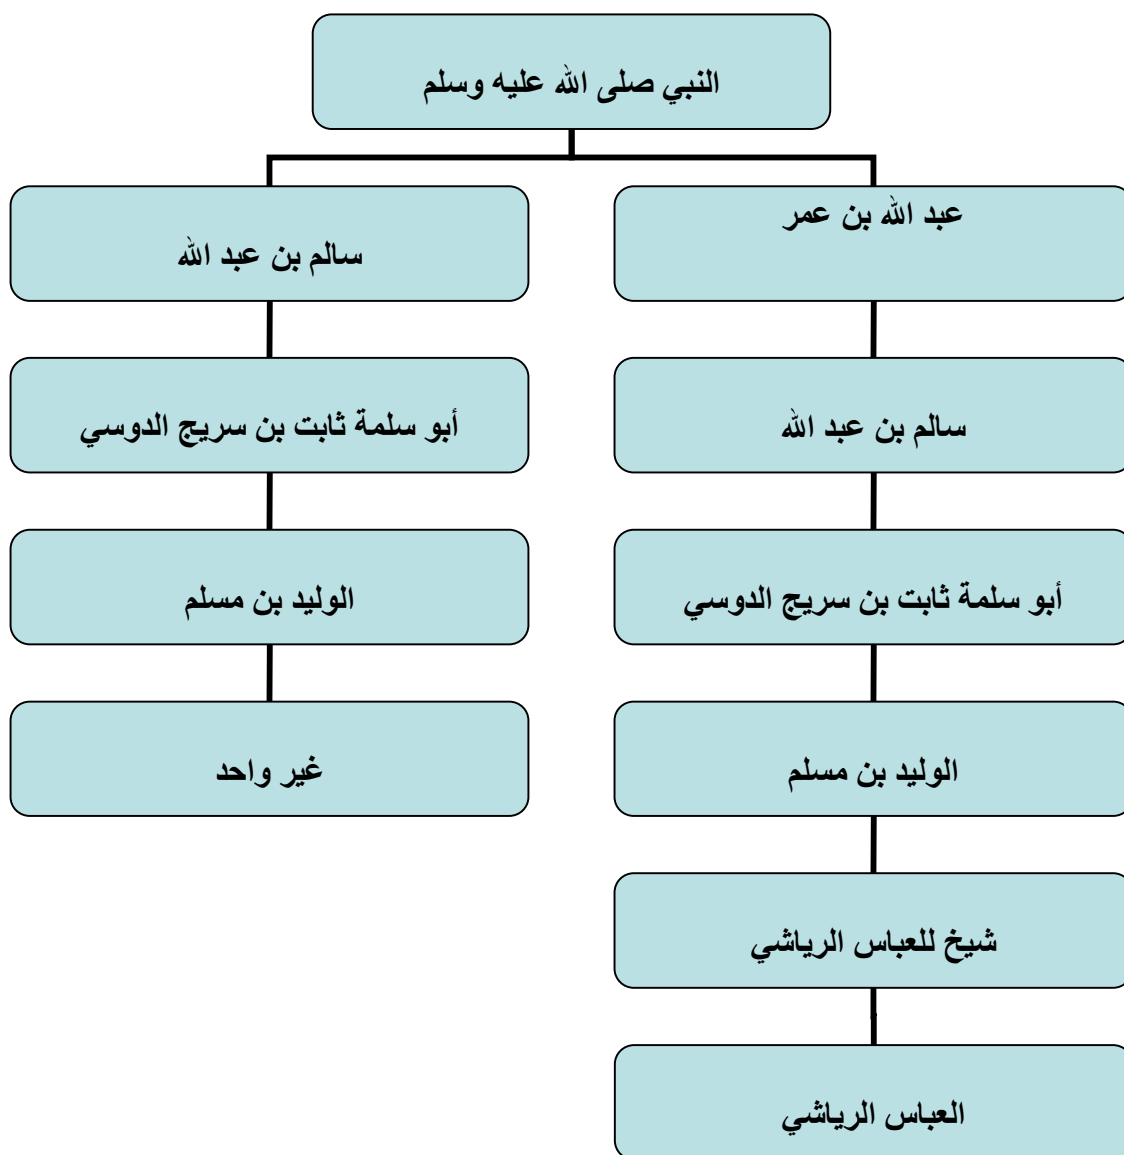 النبي صلى الله عليه وسلم
عبد الله بن عمر
سالم بن عبد الله
سالم بن عبد الله
أبو سلمة ثابت بن سريج الدوسي
أبو سلمة ثابت بن سريج الدوسي
الوليد بن مسلم
الوليد بن مسلم
غير واحد
شيخ للعباس الرياشي
العباس الرياشي